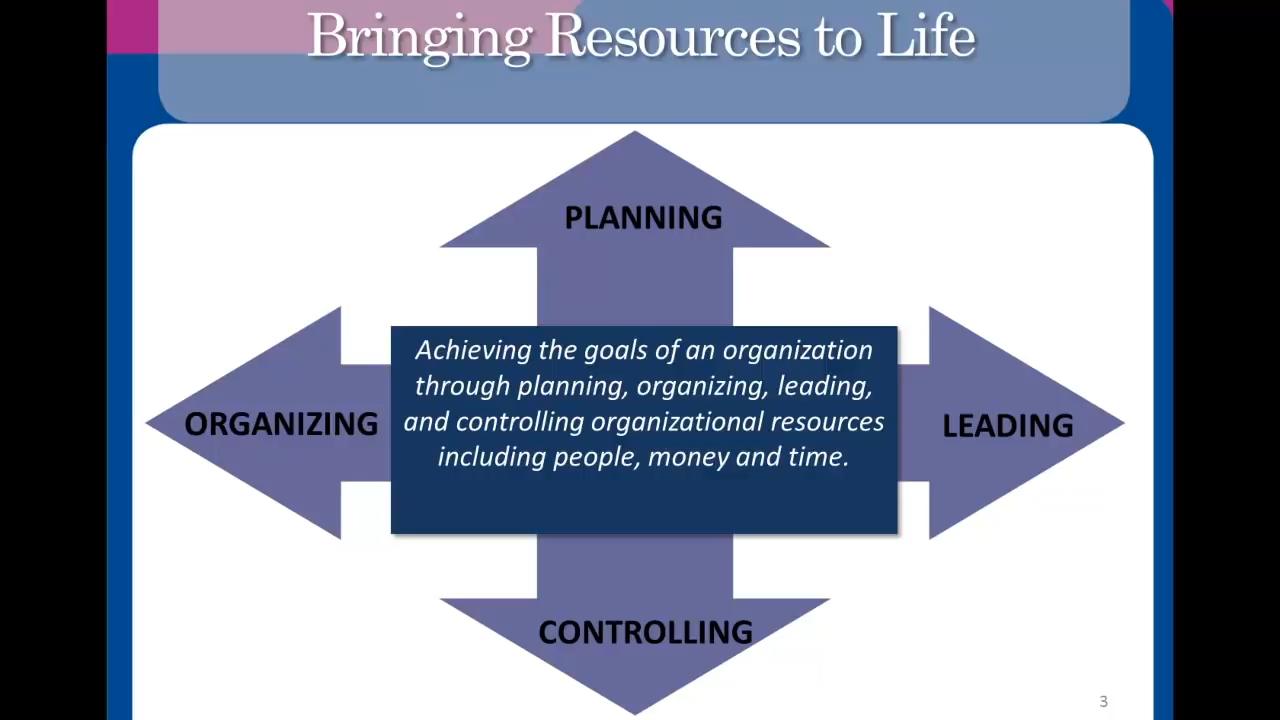 Bringing Resources to Life
PLANNING
Achieving the goals of an organization
through planning, organizing, leading,
and controlling organizational resources
including people, money and time.
ORGANIZING
LEADING
CONTROLLING
3